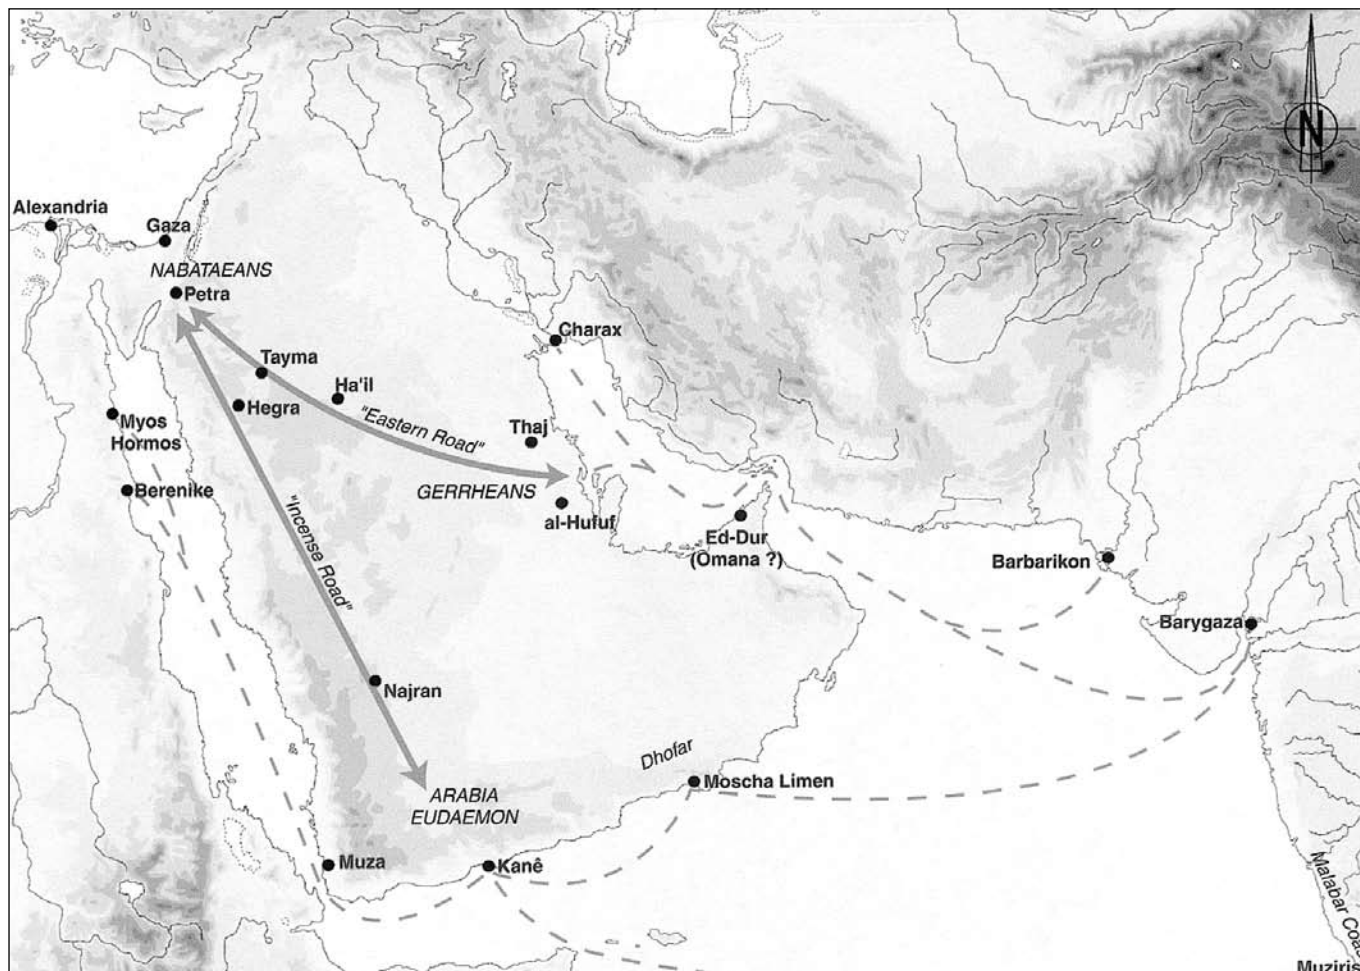 N
Alexandria
Gaza
NABATAEANS
Petra
Charax
Tayma
Ha'il
Hegra
"Eastern Road"
Thaj
Myos
Hormos
GERRHEANS
Berenike
al-Hufuf
Ed-Dur
(Omana ?)
Barbarikon
"Incense Road"
Barygaza
Najran
Dhofar
Moscha Limen
ARABIA
EUDAEMON
Muza
Kanê
Malabar Coa
Muziris